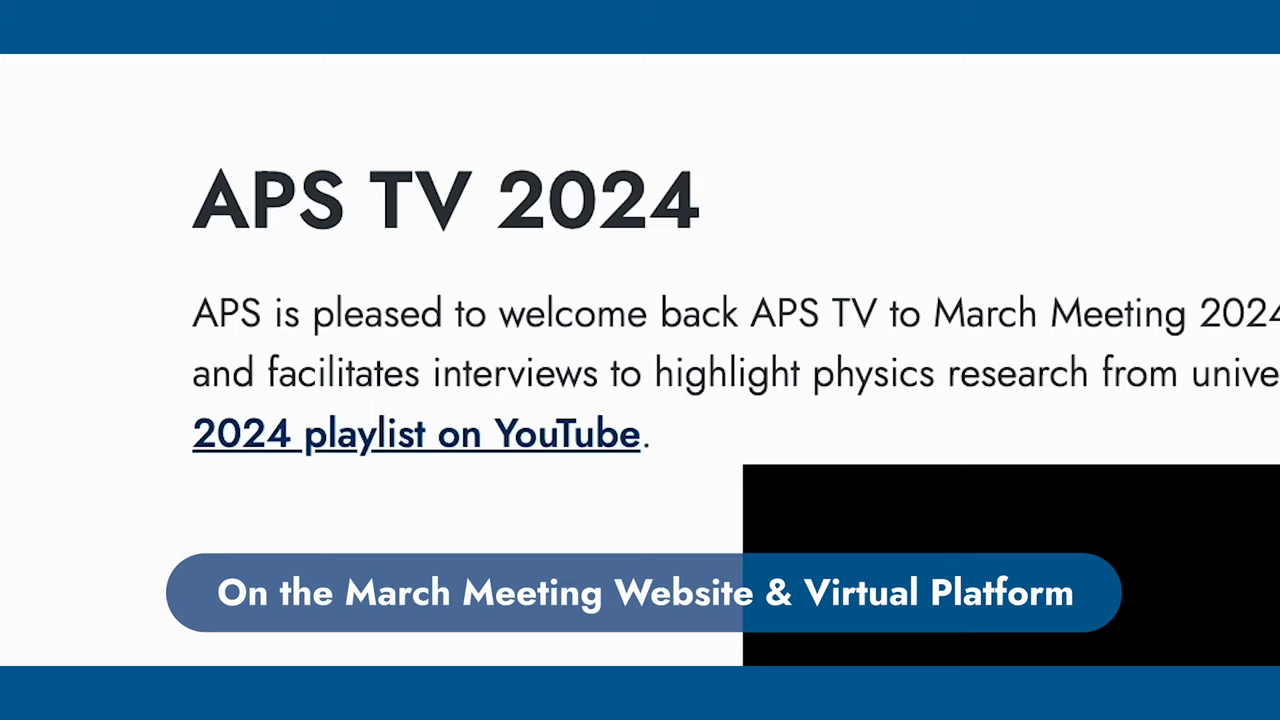 APS TV 2024
APS is pleased to welcome back APS TV to March Meeting 2024
and facilitates interviews to highlight physics research from
2024 playlist on YouTube.
On the March Meeting Website & Virtual Platform